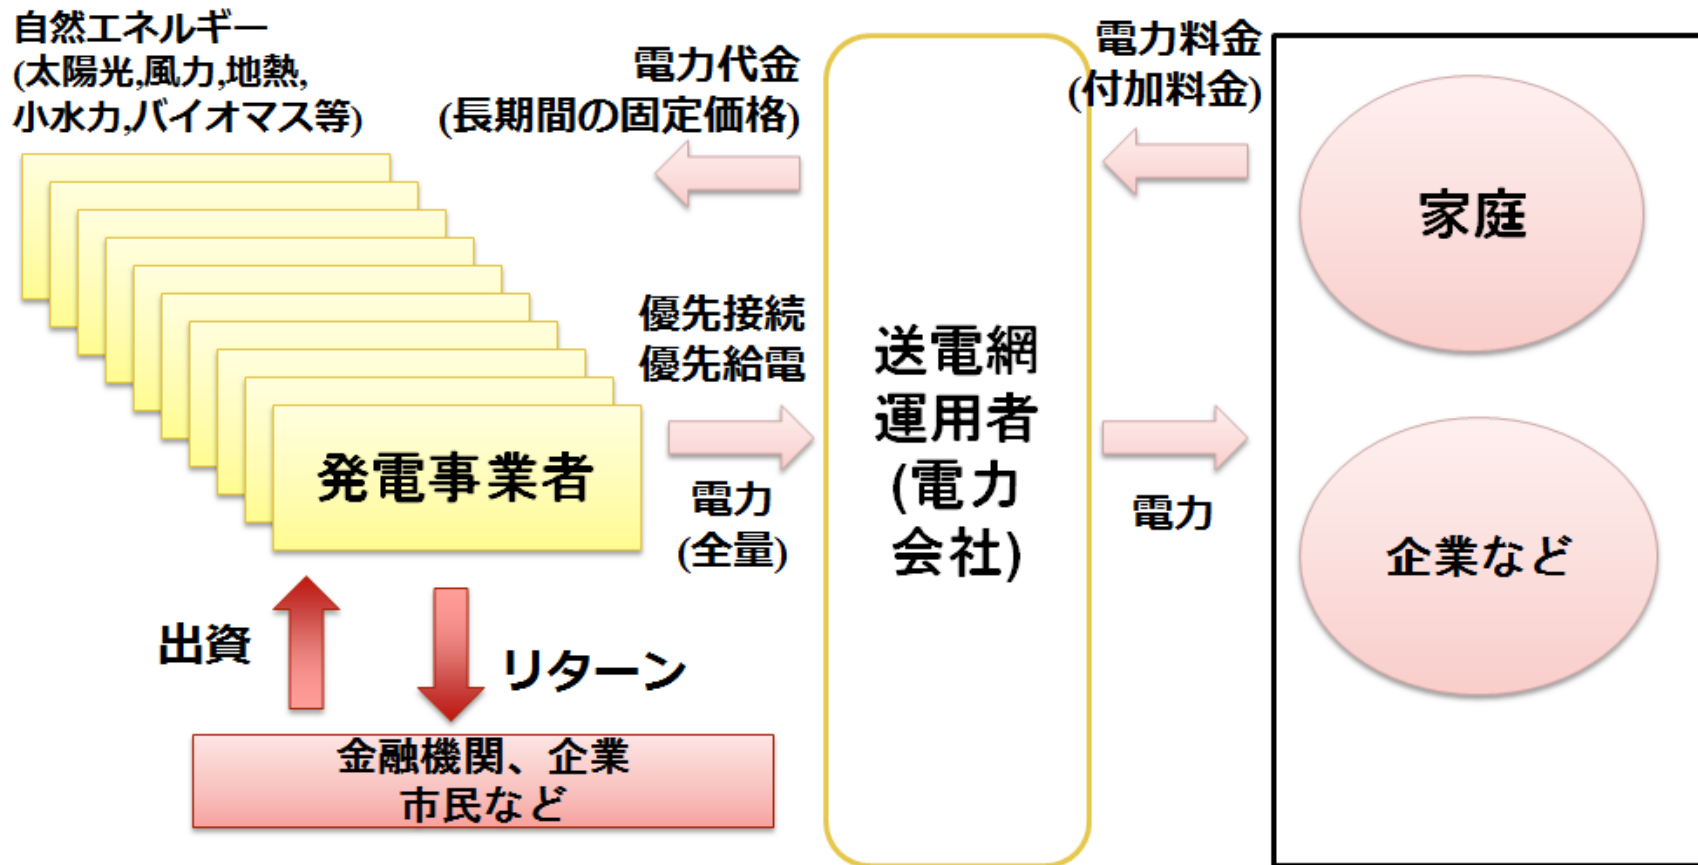 自然エネルギー
(太陽光,風力,地熱,
小水力,バイオマス等)
電力代金
(長期間の固定価格)
電力料金
(付加料金)
家庭
優先接続
優先給電
送電網
運用者
(電力
会社)
発電事業者
電力
(全量)
電力
企業など
出資
リターン
金融機関、企業
市民など